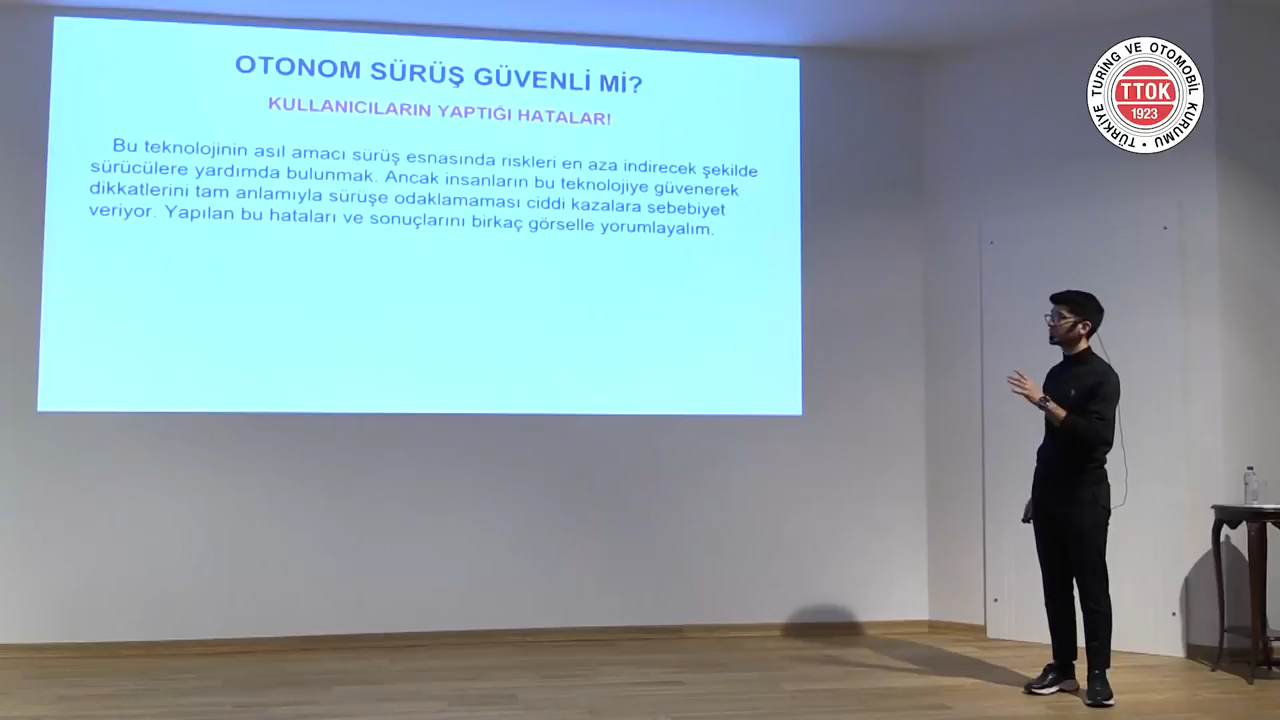 OTONOM SÜRÜŞ GÜVENLİ Mİ?
KULLANICILARIN YAPTIĞI HATALAR!
Bu teknolojinin asıl amacı sürüş esnasında riskleri en aza indirecek şekilde
sürücülere yardımda bulunmak. Ancak insanların bu teknolojiye güvenerek
dikkatlerini tam anlamıyla sürüşe odaklamaması ciddi kazalara sebebiyet
veriyor. Yapılan bu hataları ve sonuçlarını birkaç görselle yorumlayalım.
TÜRKİYE TURİNG VE OTOMOBİL KURUMU
TTOK
1923